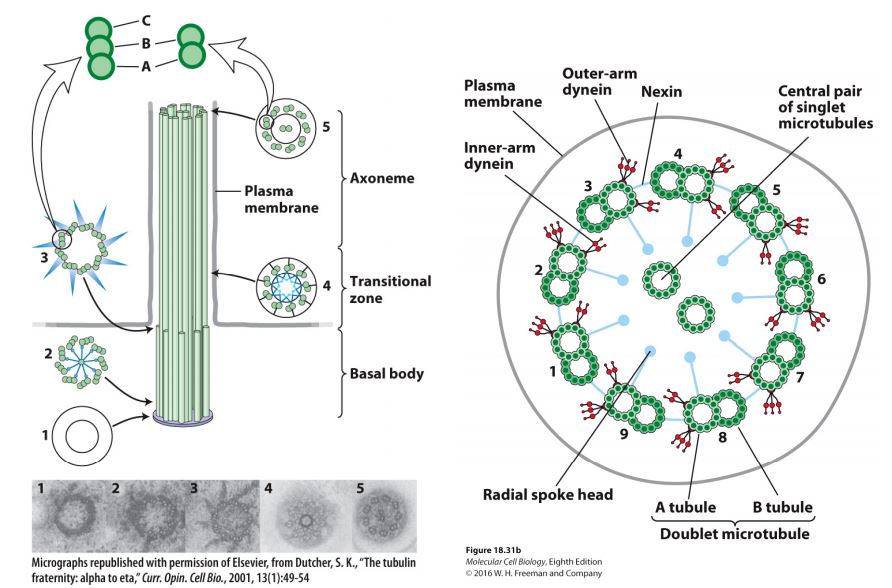 C
B
A
5
Axoneme
Plasma
membrane
3
4
Transitional
zone
2
Basal body
1
1 2 3 4 5
Micrographs republished with permission of Elsevier, from Dutcher, S. K., "The tubulin
fraternity: alpha to eta," Curr. Opin. Cell Bio., 2001, 13(1):49-54
Plasma
membrane
Outer-arm
dynein
Nexin
Central pair
of singlet
microtubules
Inner-arm
dynein
4
3
5
2
6
1
7
9
8
Radial spoke head
A tubule B tubule
Doublet microtubule
Figure 18.31b
Molecular Cell Biology, Eighth Edition
© 2016 W. H. Freeman and Company